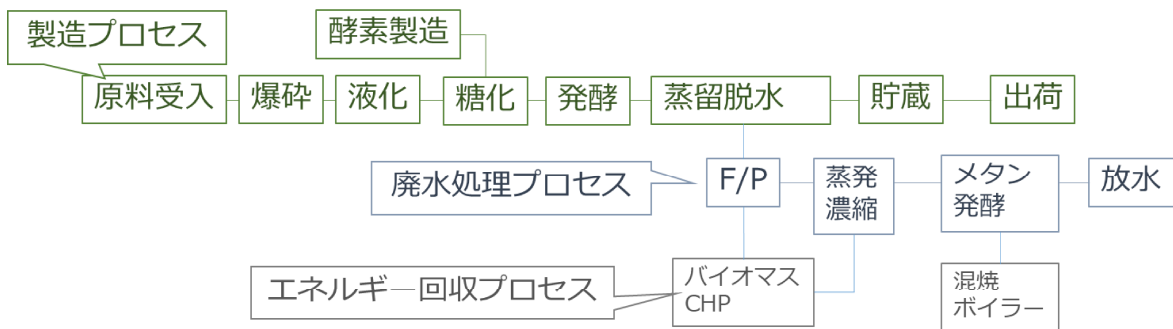 製造プロセス
酵素製造
原料受入
爆砕
液化
糖化
発酵
蒸留脱水
貯蔵
出荷
廃水処理プロセス
F/P
蒸発
濃縮
メタン
発酵
放水
エネルギー回収プロセス
バイオマス
CHP
混焼
ボイラー